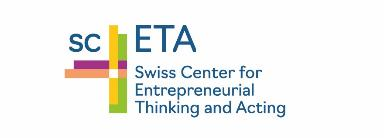 sc ETA
Swiss Center for
Entrepreneurial
Thinking and Acting